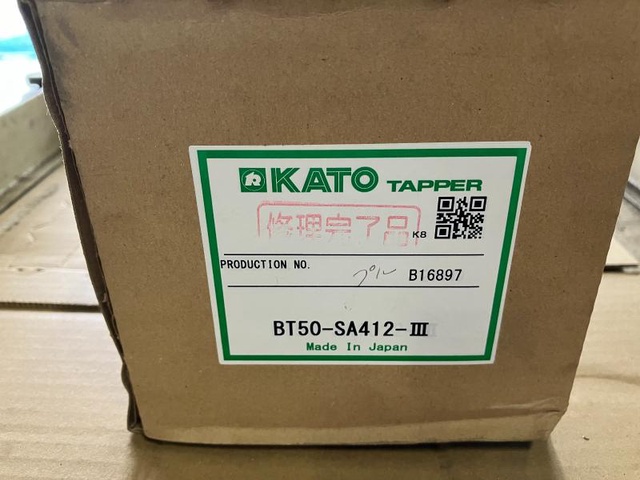 KATO TAPPER
修理完了品
K8
PRODUCTION NO. プル B16897
BT50-SA412-Ⅲ
Made In Japan